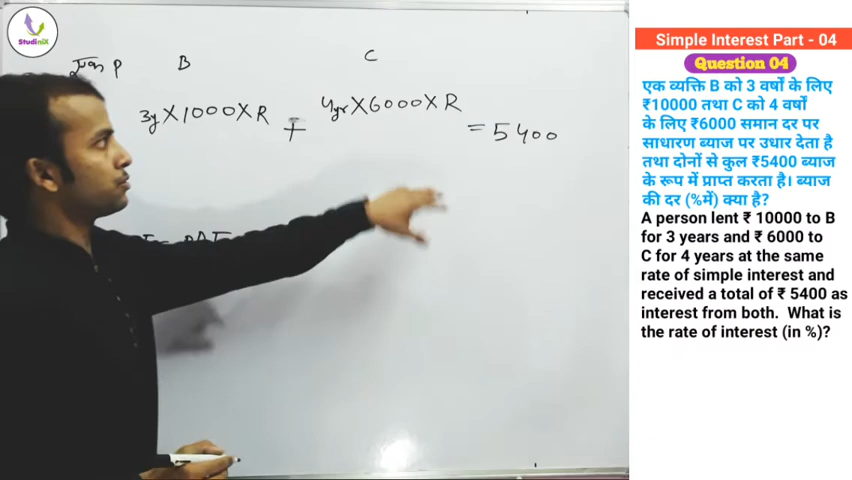 StudiniX
Simple Interest Part - 04
Question 04
एक व्यक्ति B को 3 वर्षों के लिए
₹10000 तथा C को 4 वर्षों
के लिए ₹6000 समान दर पर
साधारण ब्याज पर उधार देता है
तथा दोनों से कुल ₹5400 ब्याज
के रूप में प्राप्त करता है। ब्याज
की दर (%में) क्या है?
A person lent ₹ 10000 to B
for 3 years and ₹ 6000 to
C for 4 years at the same
rate of simple interest and
received a total of ₹ 5400 as
interest from both. What is
the rate of interest (in %)?
P B C
3y X 1000 X R + 4yr X 6000 X R = 5400